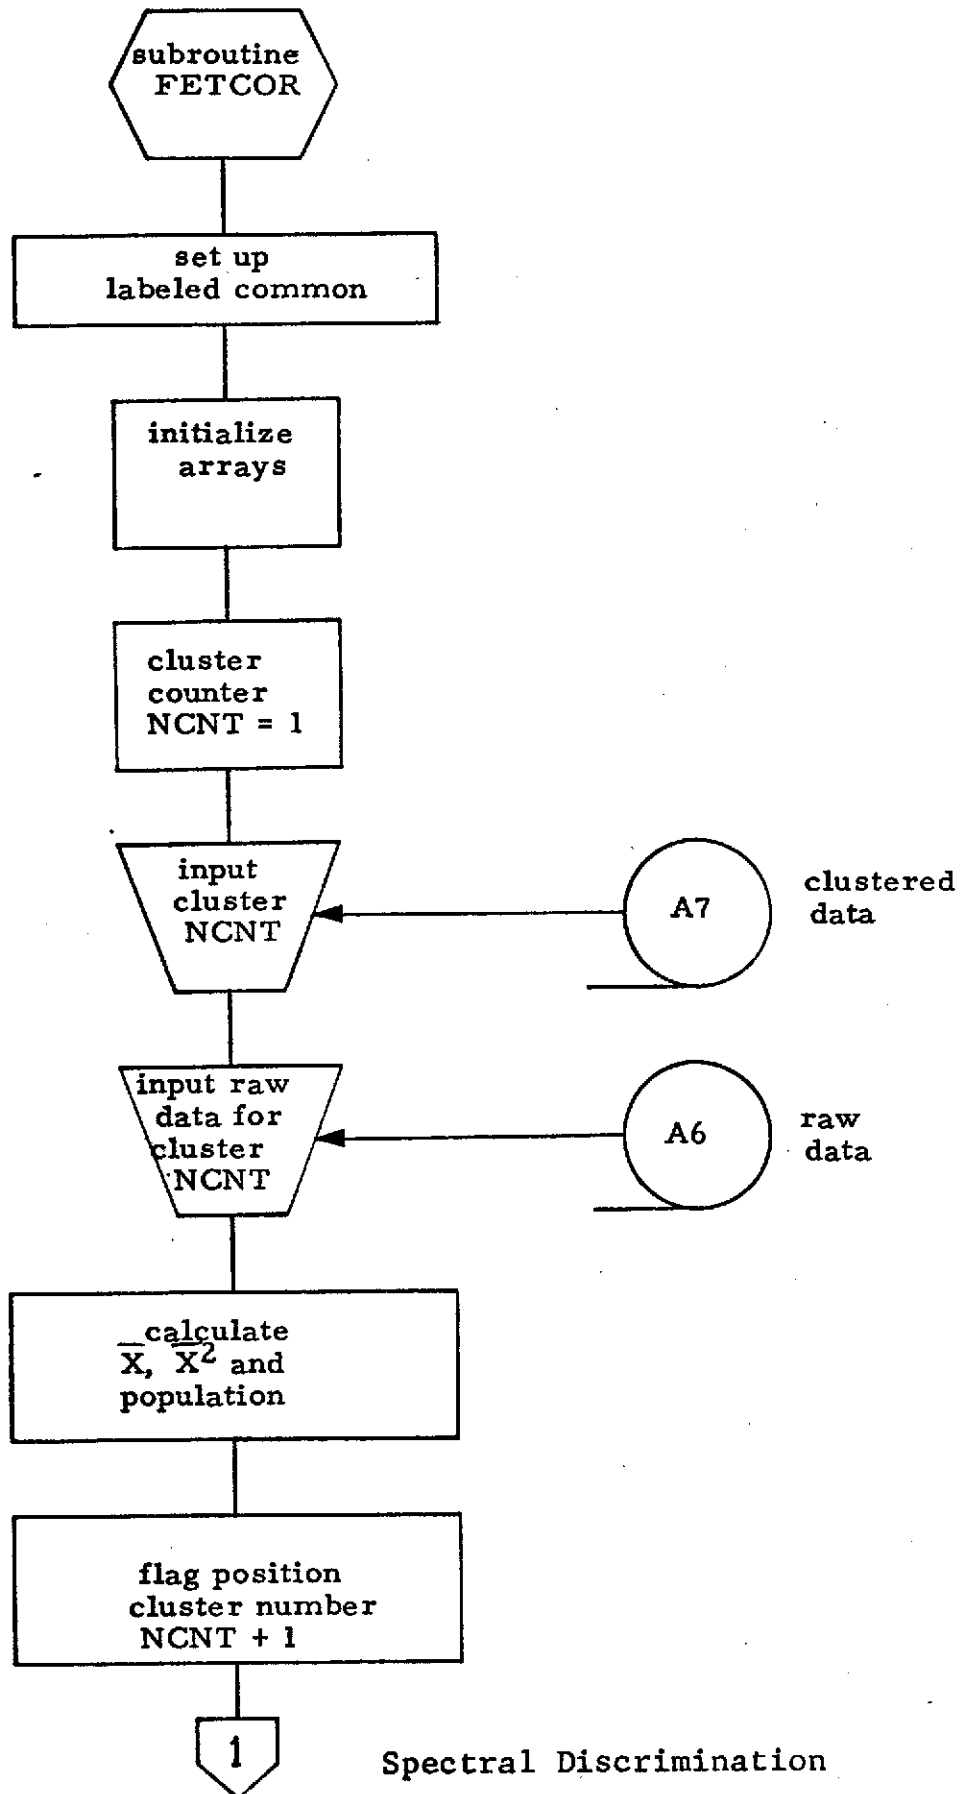 subroutine
FETCOR
set up
labeled common
initialize
arrays
cluster
counter
NCNT = 1
input
cluster
NCNT
A7
clustered
data
input raw
data for
cluster
NCNT
A6
raw
data
calculate
X̅, X̅² and
population
flag position
cluster number
NCNT + 1
1
Spectral Discrimination